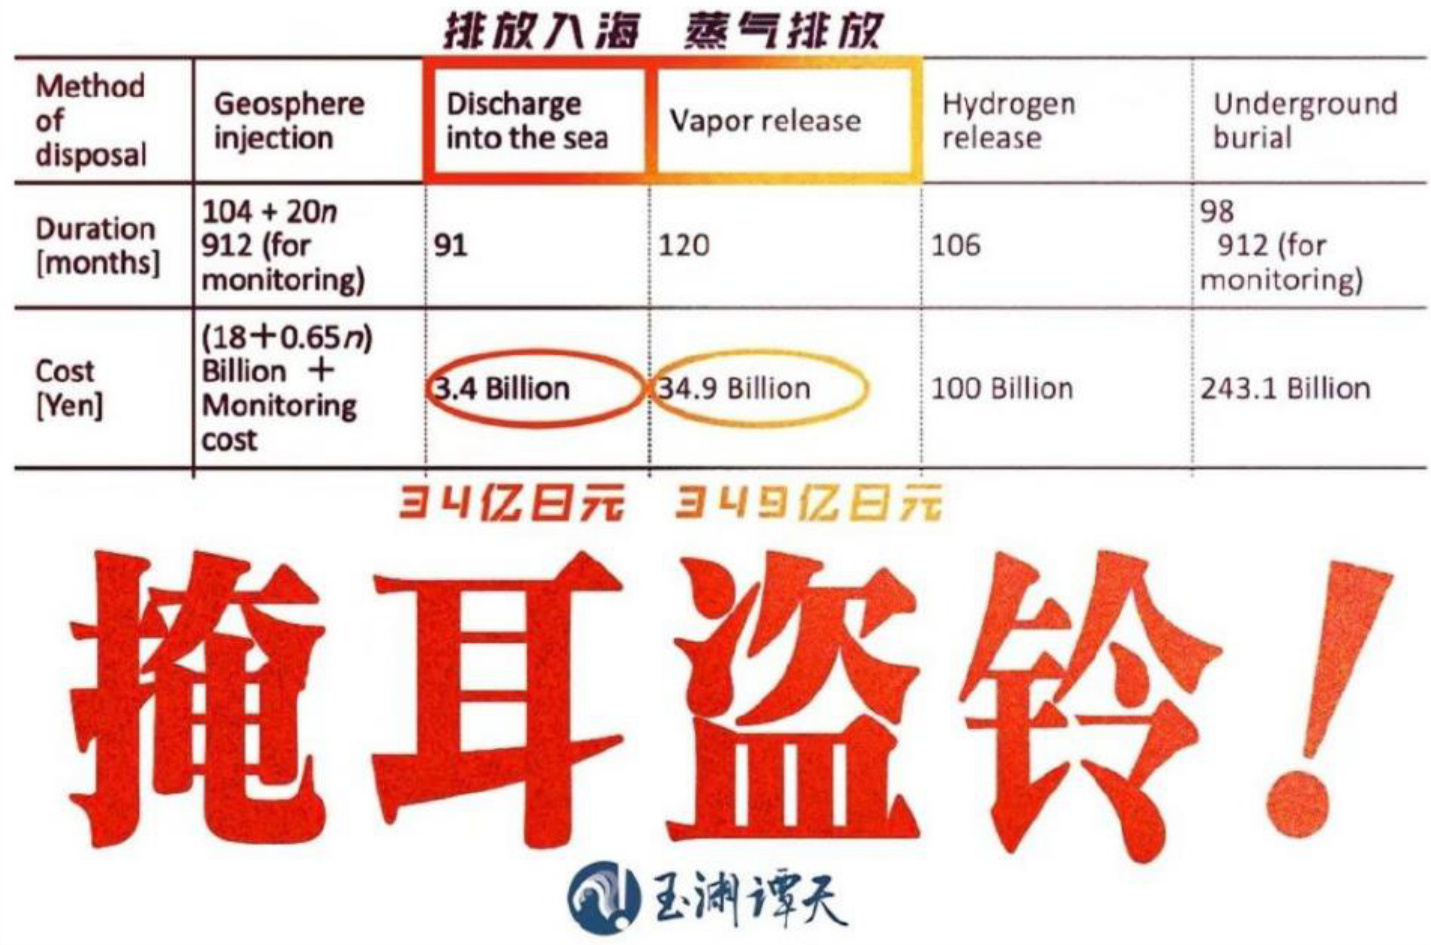 排放入海 蒸气排放
Method
of
disposal
Geosphere
injection
Discharge
into the sea
Vapor release
Hydrogen
release
Underground
burial
Duration
[months]
104 + 20n
912 (for
monitoring)
91
120
106
98
912 (for
monitoring)
Cost
[Yen]
(18+0.65n)
Billion +
Monitoring
cost
3.4 Billion
34.9 Billion
100 Billion
243.1 Billion
34亿日元 349亿日元
掩耳盗铃!
玉渊谭天